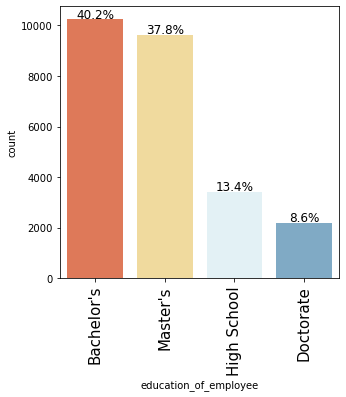 40.2%
37.8%
13.4%
8.6%
10000
8000
6000
4000
2000
0
count
Bachelor's
Master's
High School
Doctorate
education_of_employee